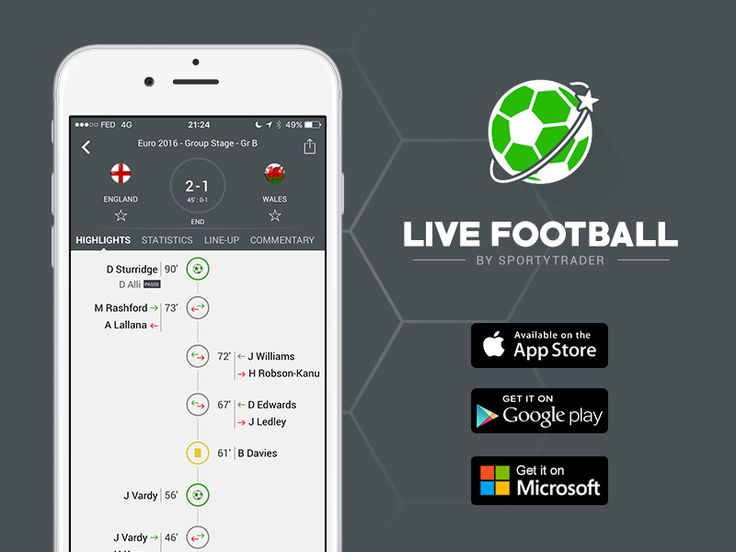 FED 4G 21:24 49%
Euro 2016 - Group Stage - Gr B
2-1
45' : 0-1
ENGLAND
WALES
END
HIGHLIGHTS STATISTICS LINE-UP COMMENTARY
D Sturridge 90'
D Alli PASSE
M Rashford 73'
A Lallana
72' J Williams
H Robson-Kanu
67' D Edwards
J Ledley
61' B Davies
J Vardy 56'
J Vardy 46'
LIVE FOOTBALL
BY SPORTYTRADER
Available on the
App Store
GET IT ON
Google play
Get it on
Microsoft